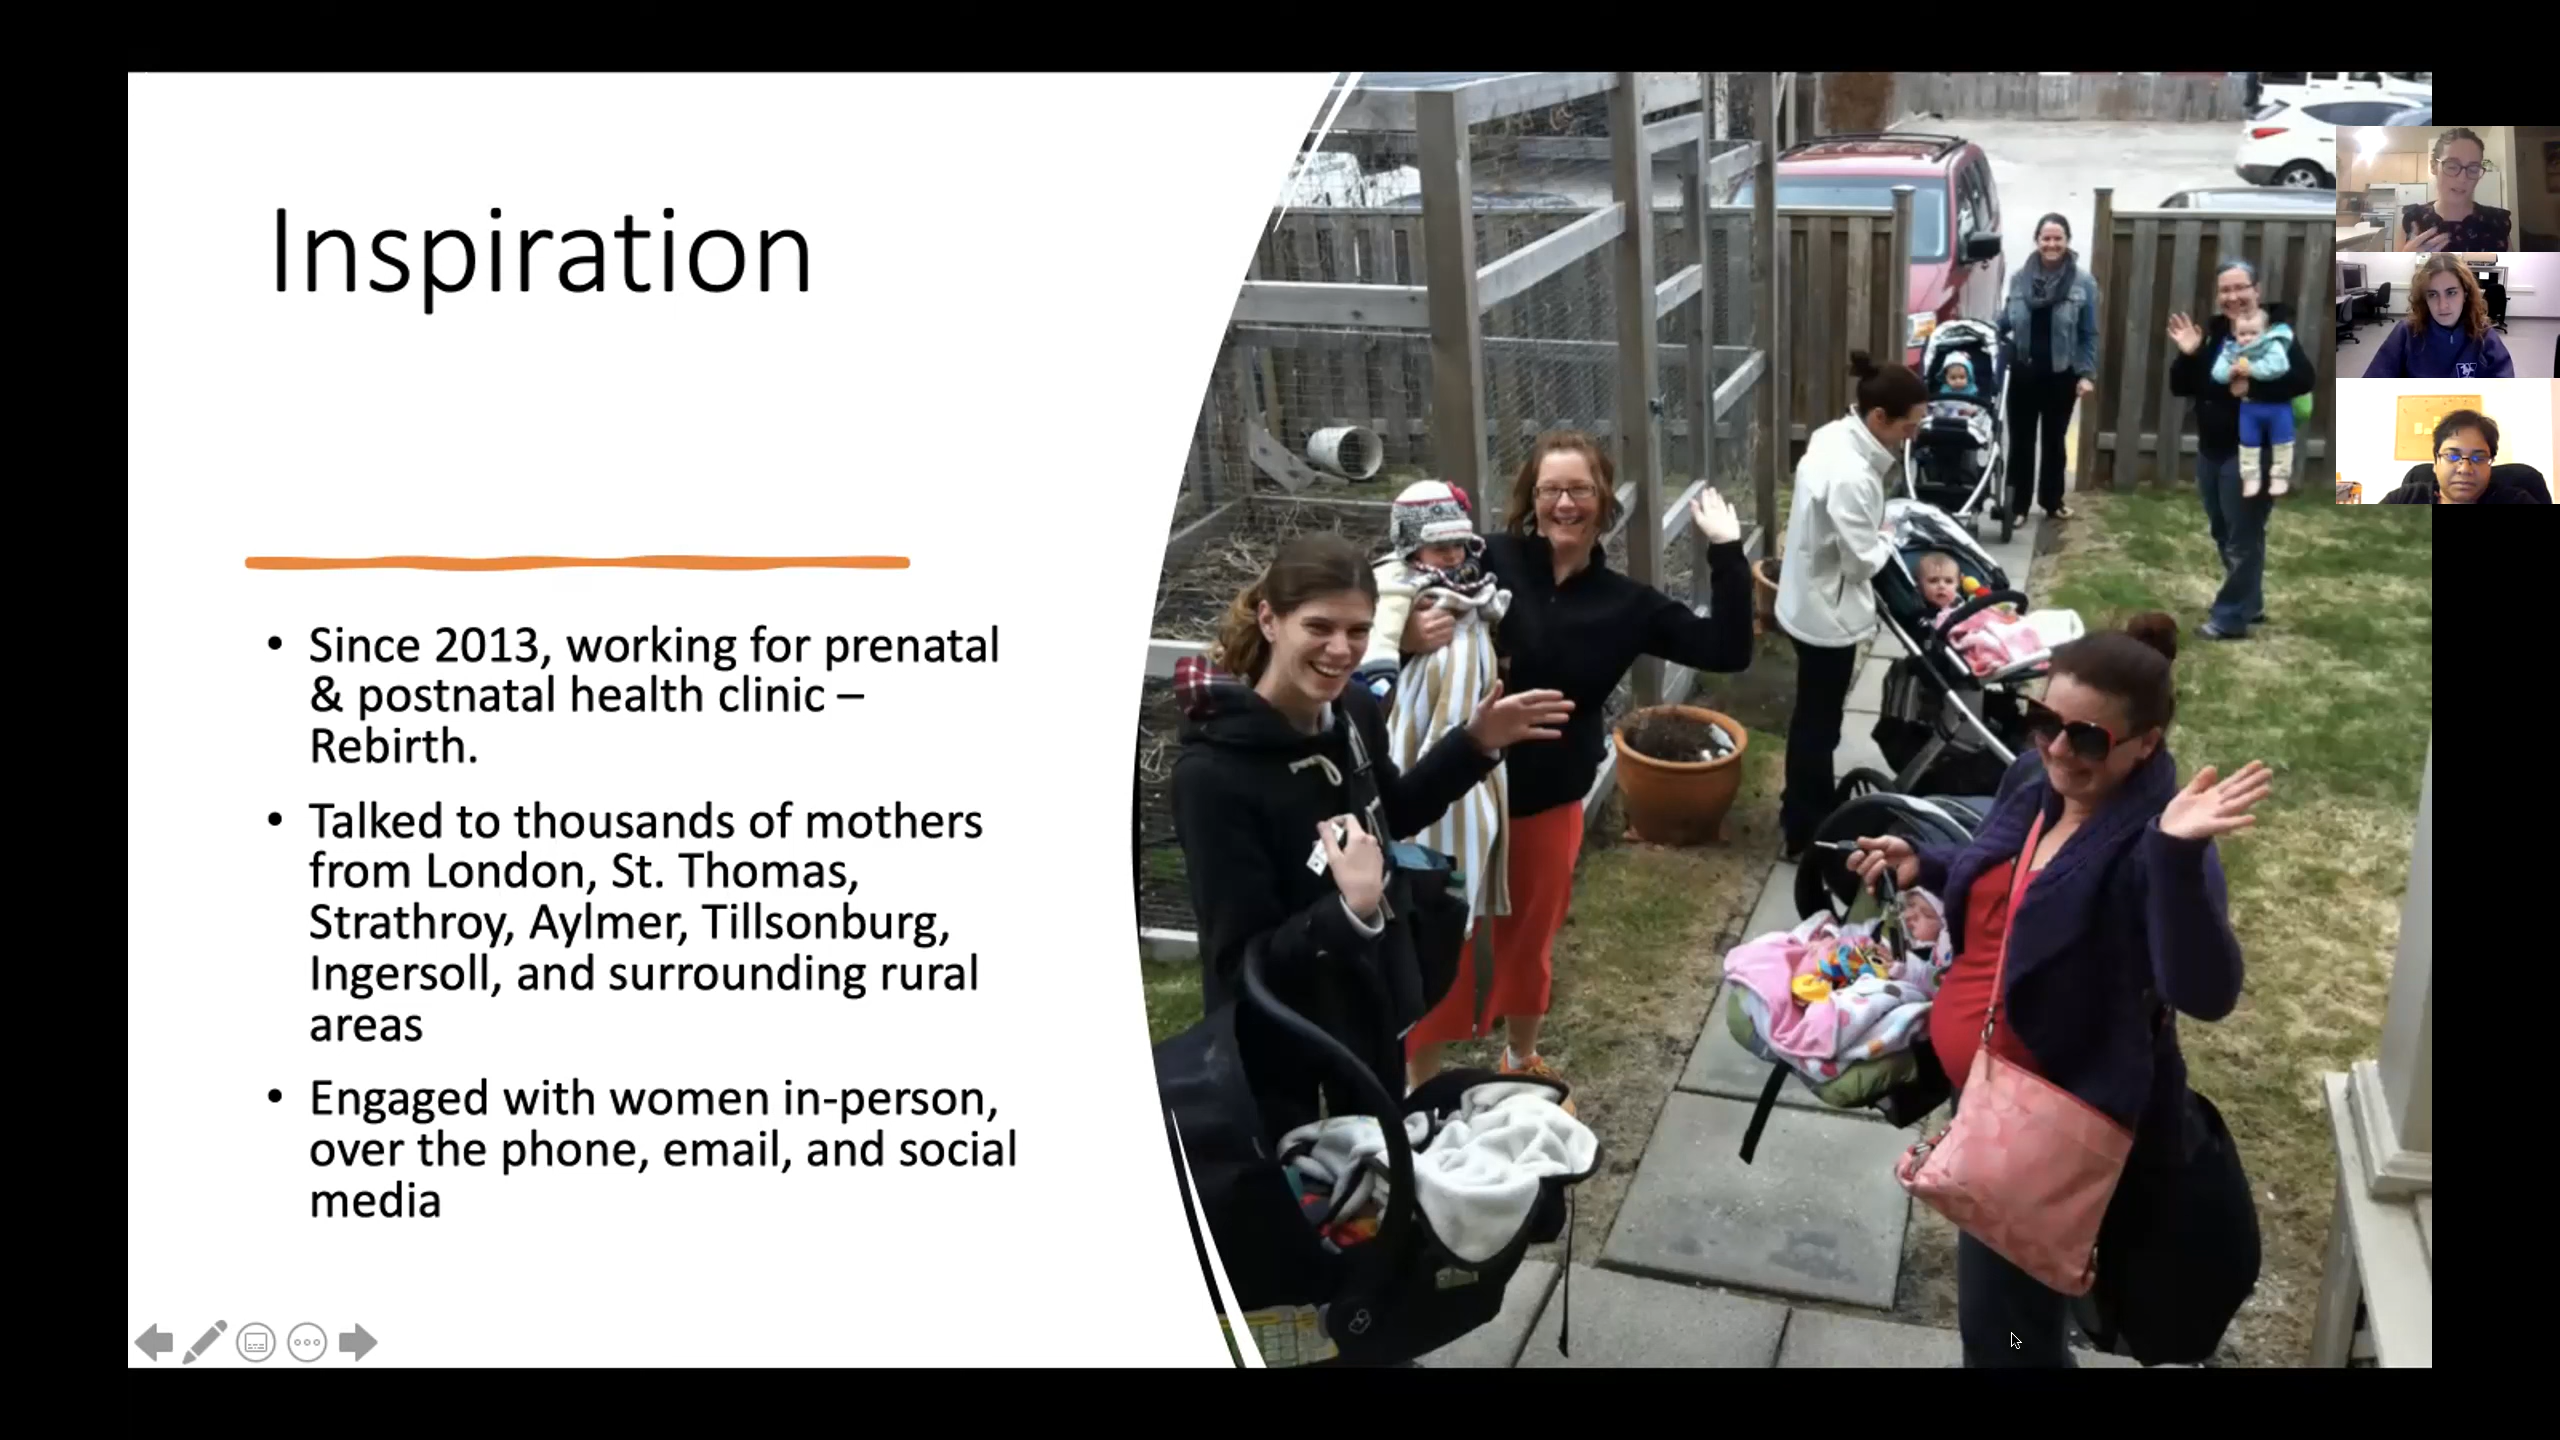 Inspiration
• Since 2013, working for prenatal
& postnatal health clinic –
Rebirth.
• Talked to thousands of mothers
from London, St. Thomas,
Strathroy, Aylmer, Tillsonburg,
Ingersoll, and surrounding rural
areas
• Engaged with women in-person,
over the phone, email, and social
media